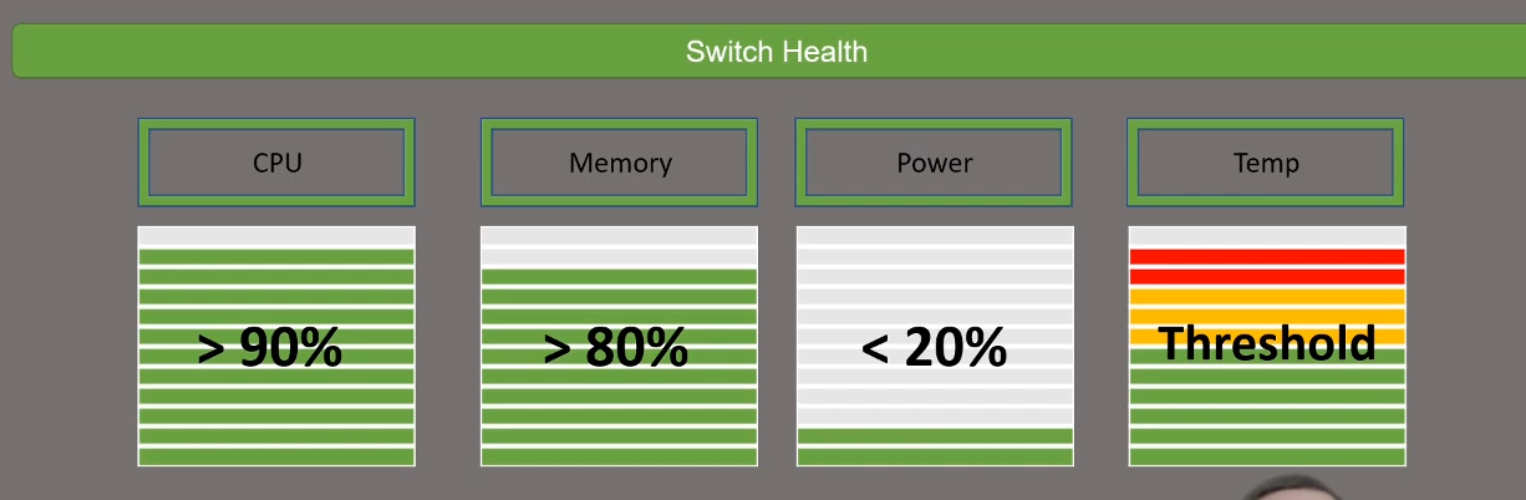 Switch Health
CPU
Memory
Power
Temp
> 90%
> 80%
< 20%
Threshold